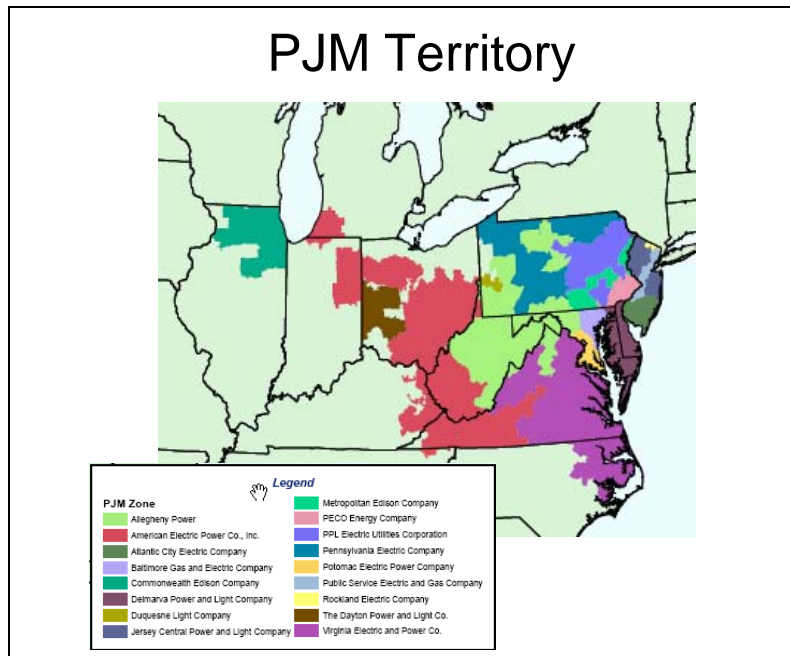 PJM Territory
Legend
PJM Zone
Allegheny Power
American Electric Power Co., Inc.
Atlantic City Electric Company
Baltimore Gas and Electric Company
Commonwealth Edison Company
Delmarva Power and Light Company
Duquesne Light Company
Jersey Central Power and Light Company
Metropolitan Edison Company
PECO Energy Company
PPL Electric Utilities Corporation
Pennsylvania Electric Company
Potomac Electric Power Company
Public Service Electric and Gas Company
Rockland Electric Company
The Dayton Power and Light Co.
Virginia Electric and Power Co.